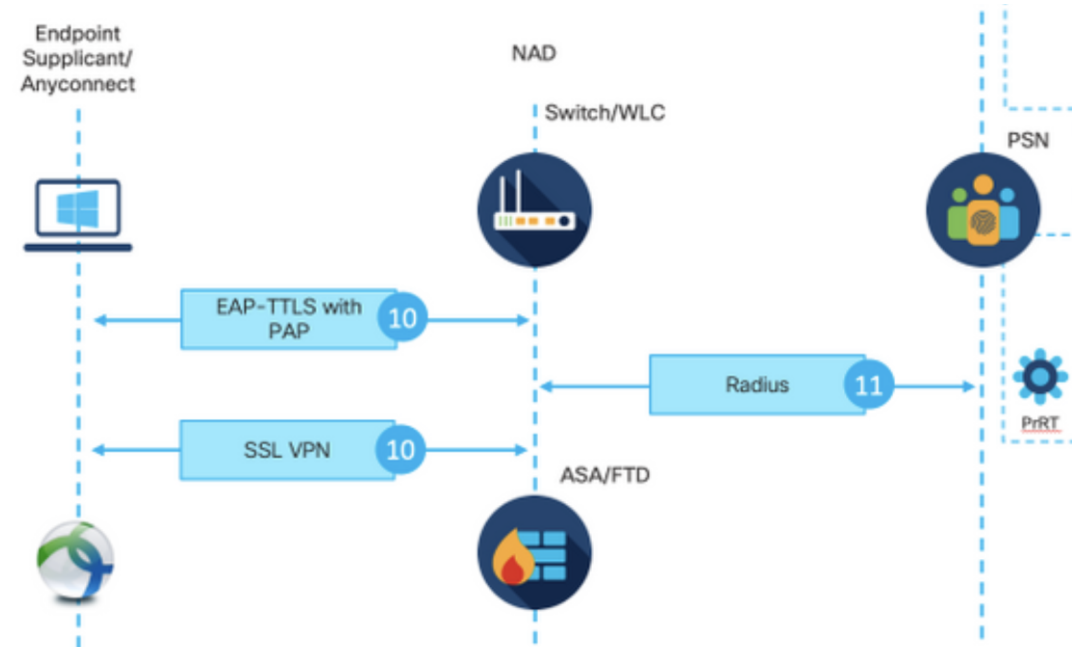 Endpoint
Supplicant/
Anyconnect
NAD
Switch/WLC
PSN
EAP-TTLS with
PAP
10
Radius
11
PrRT
SSL VPN
10
ASA/FTD